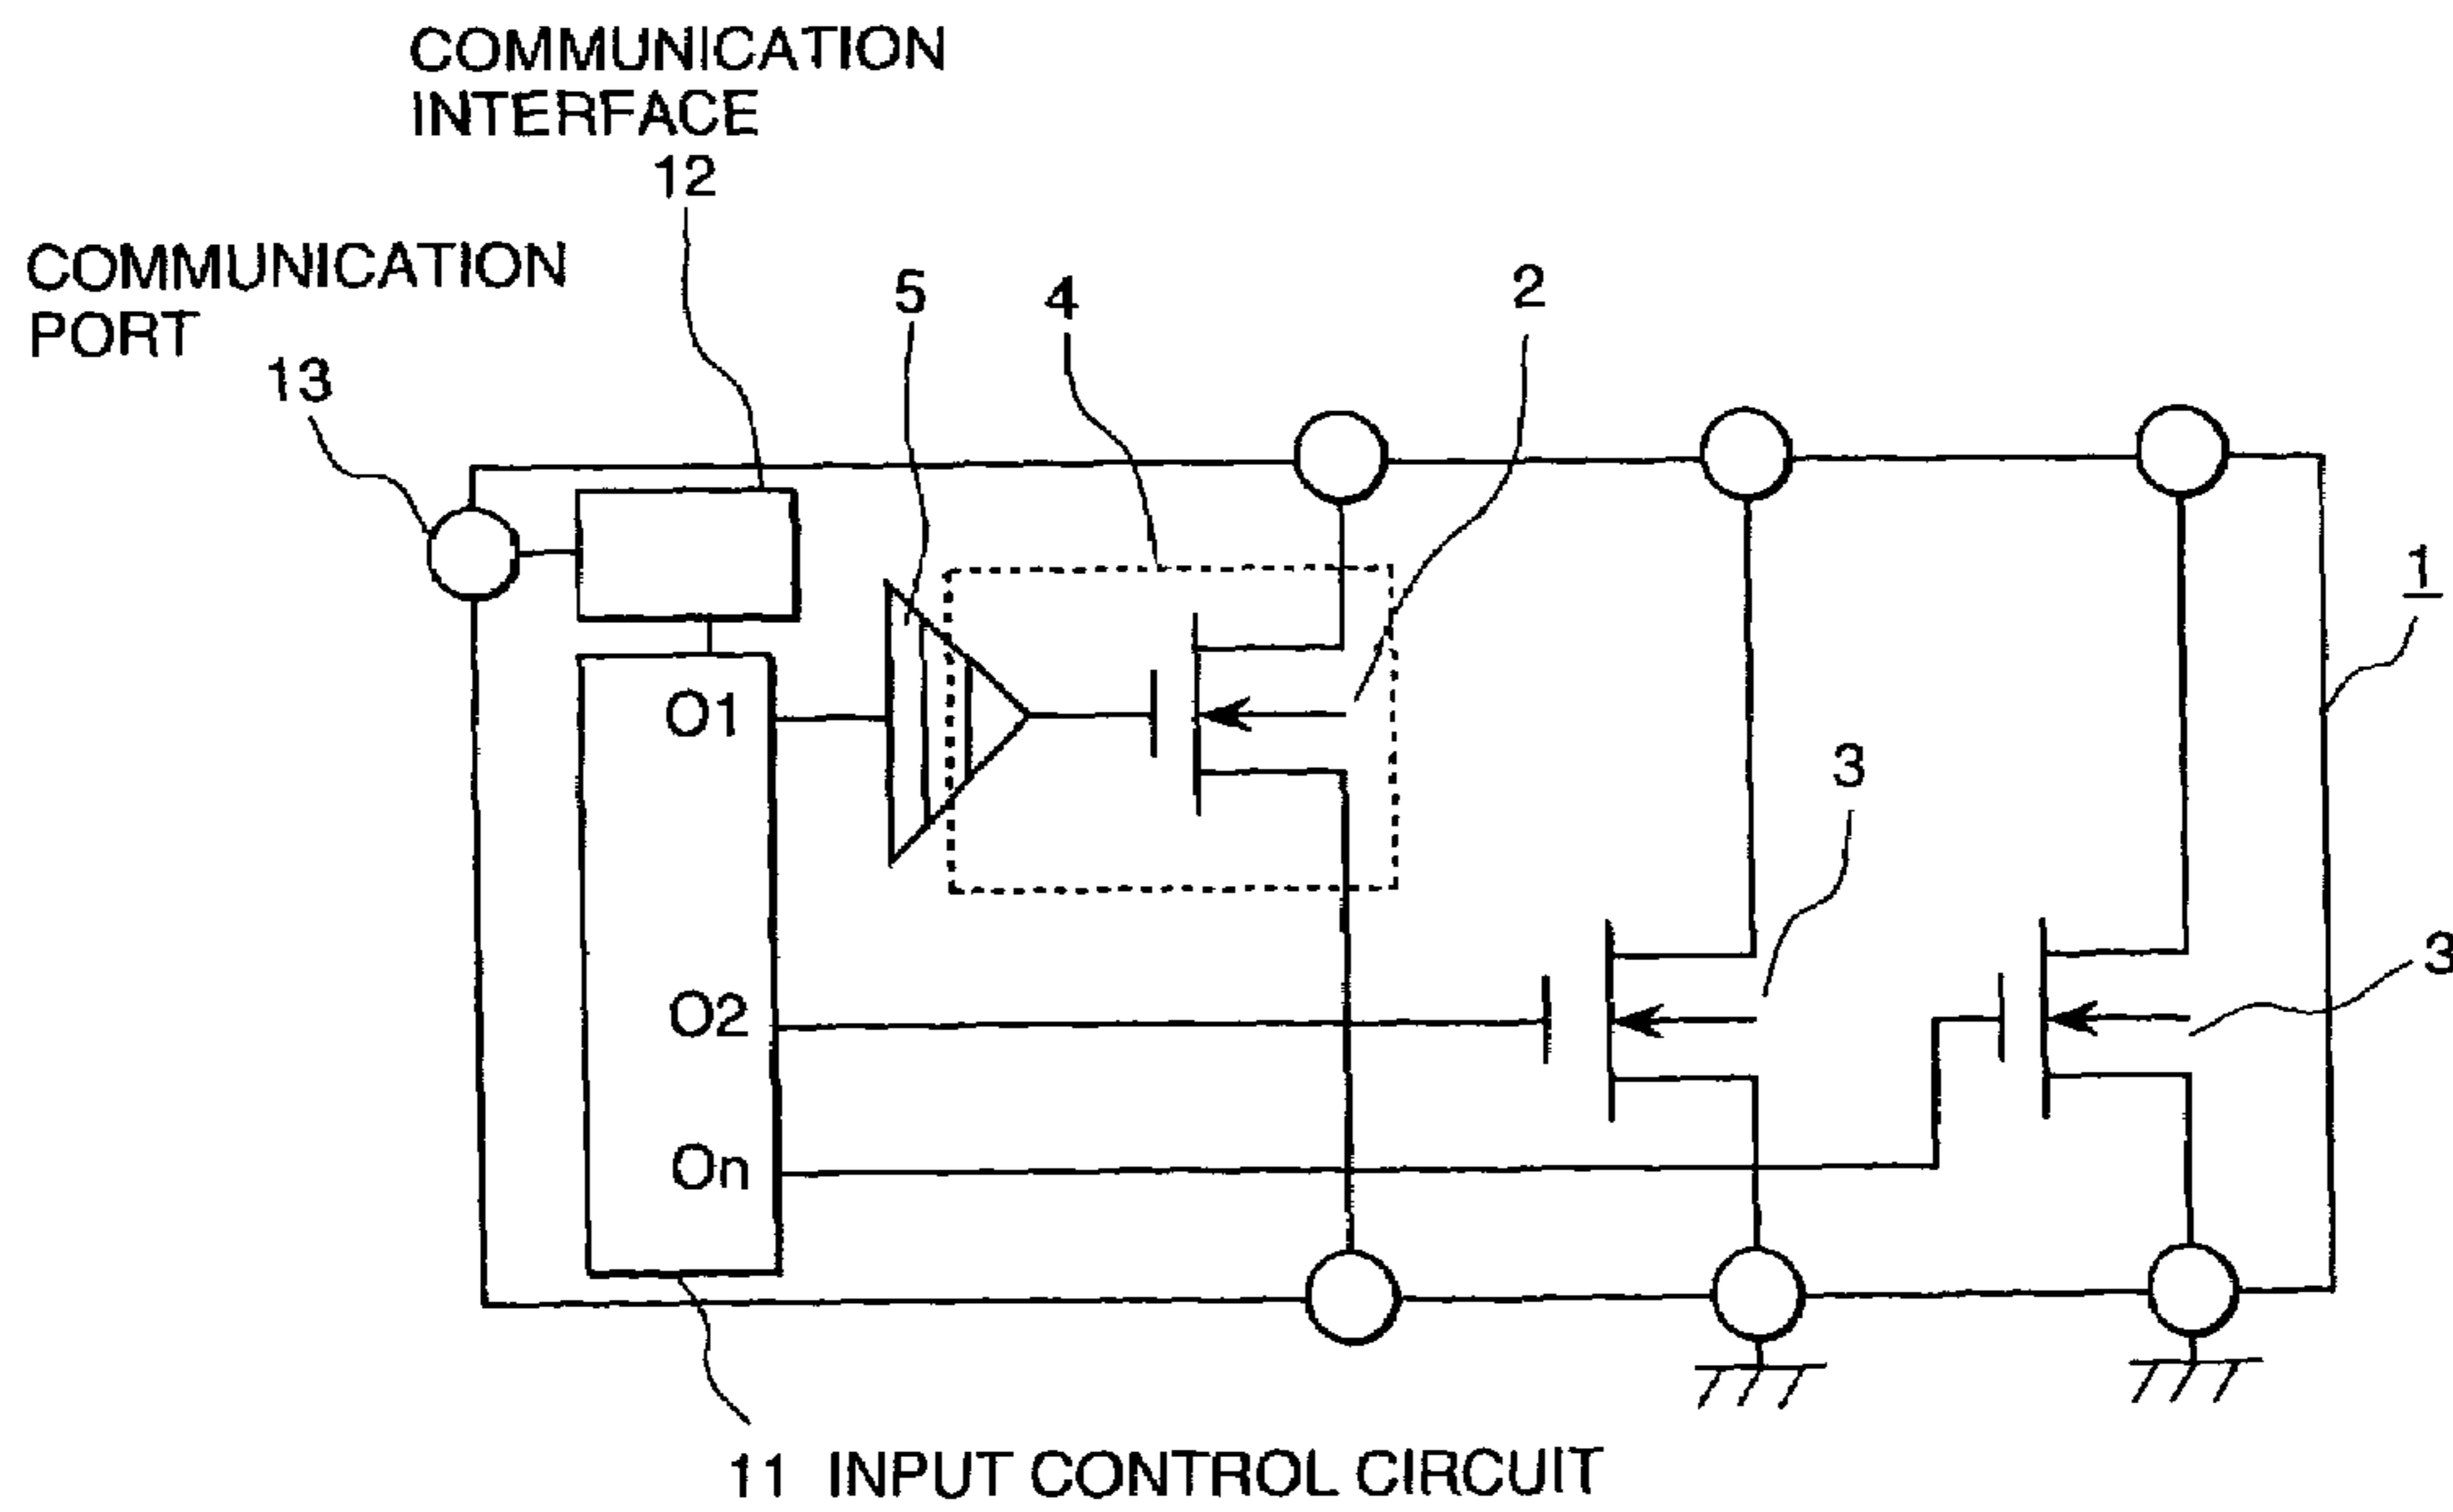 COMMUNICATION
INTERFACE
12
COMMUNICATION
PORT
13
5
4
2
1
O1
3
3
O2
On
11 INPUT CONTROL CIRCUIT